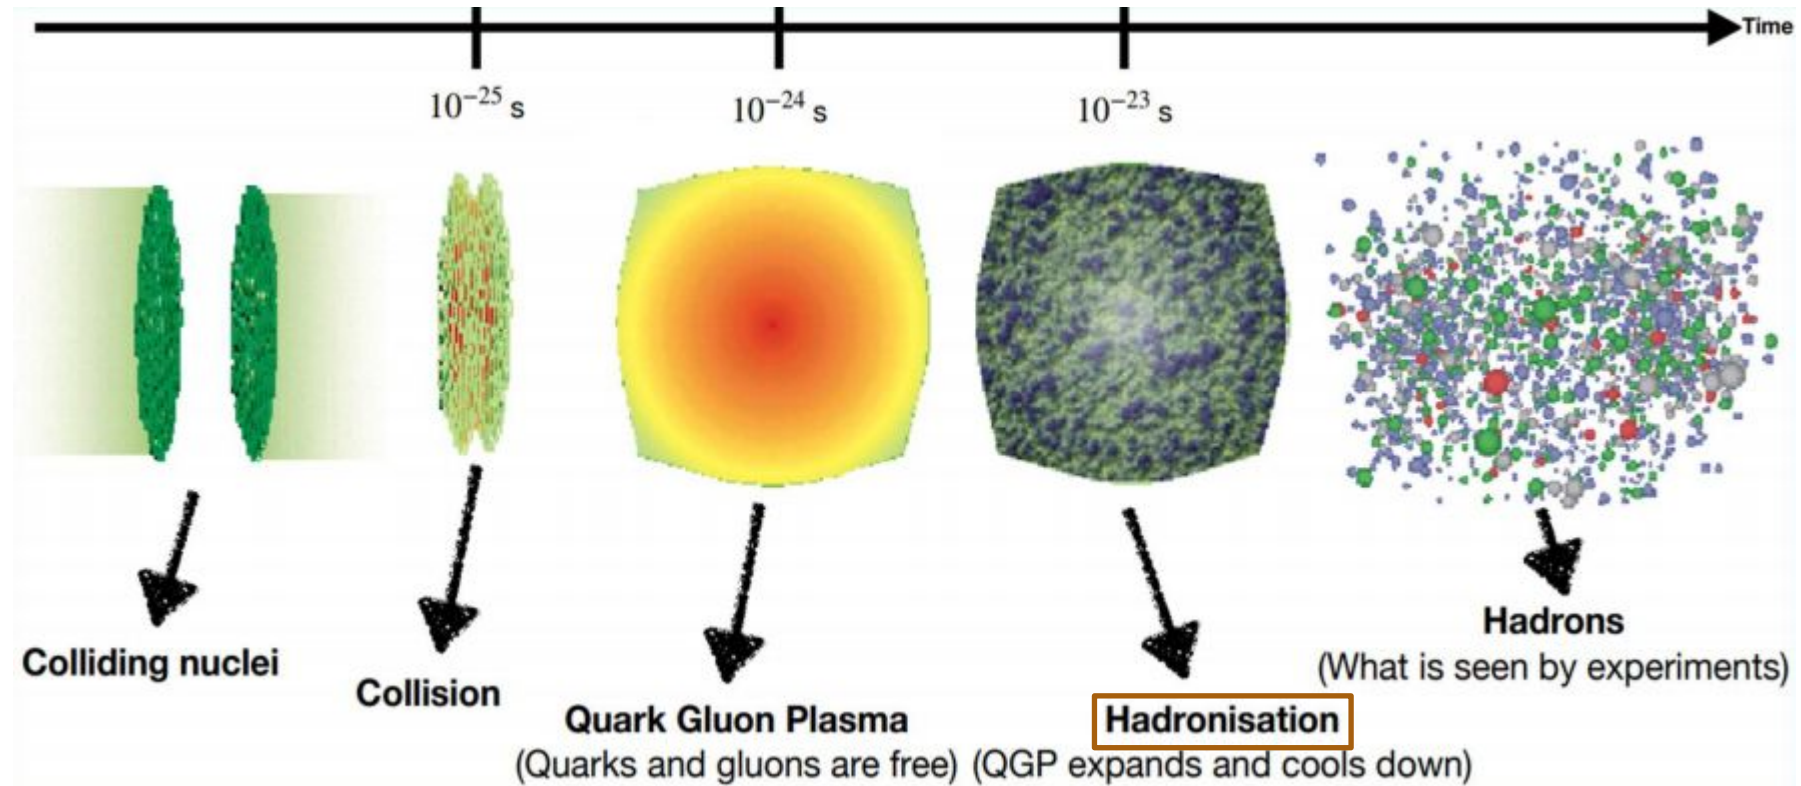 Time
10⁻²⁵ s
10⁻²⁴ s
10⁻²³ s
Colliding nuclei
Collision
Quark Gluon Plasma
(Quarks and gluons are free)
Hadronisation
(QGP expands and cools down)
Hadrons
(What is seen by experiments)